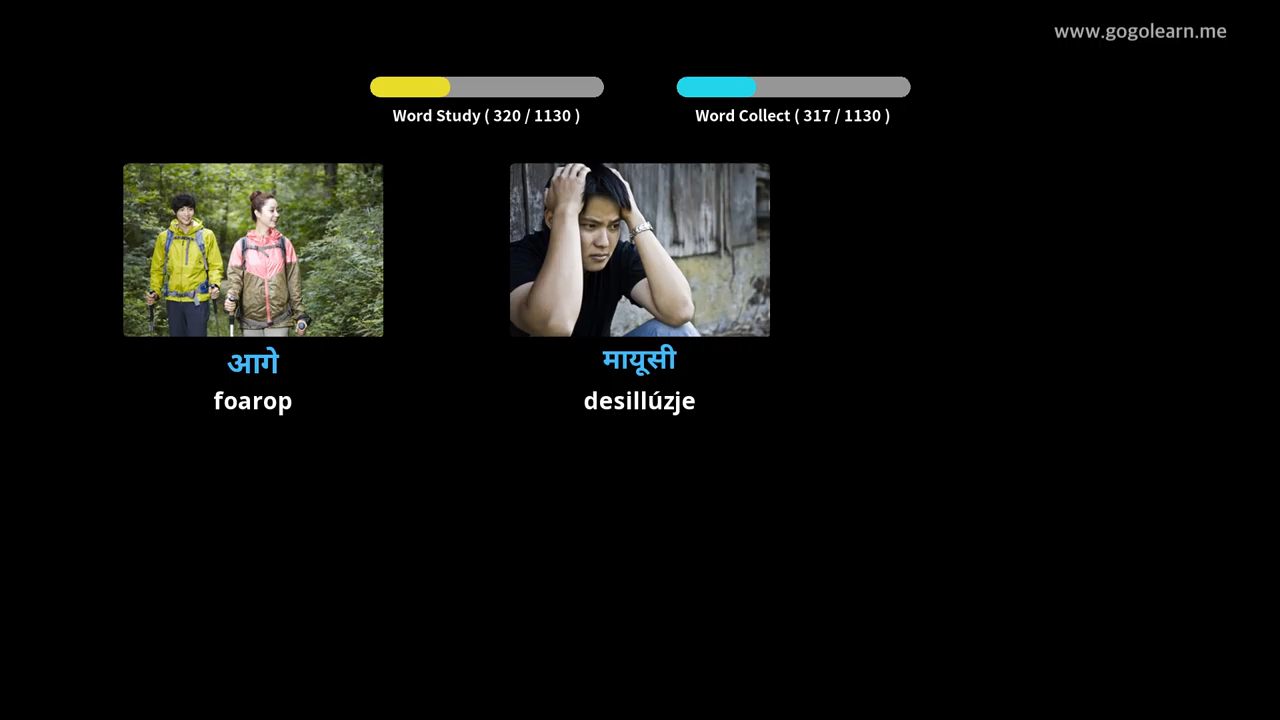 www.gogolearn.me
Word Study ( 320 / 1130 )
Word Collect ( 317 / 1130 )
आगे
foarop
मायूसी
desillúzje